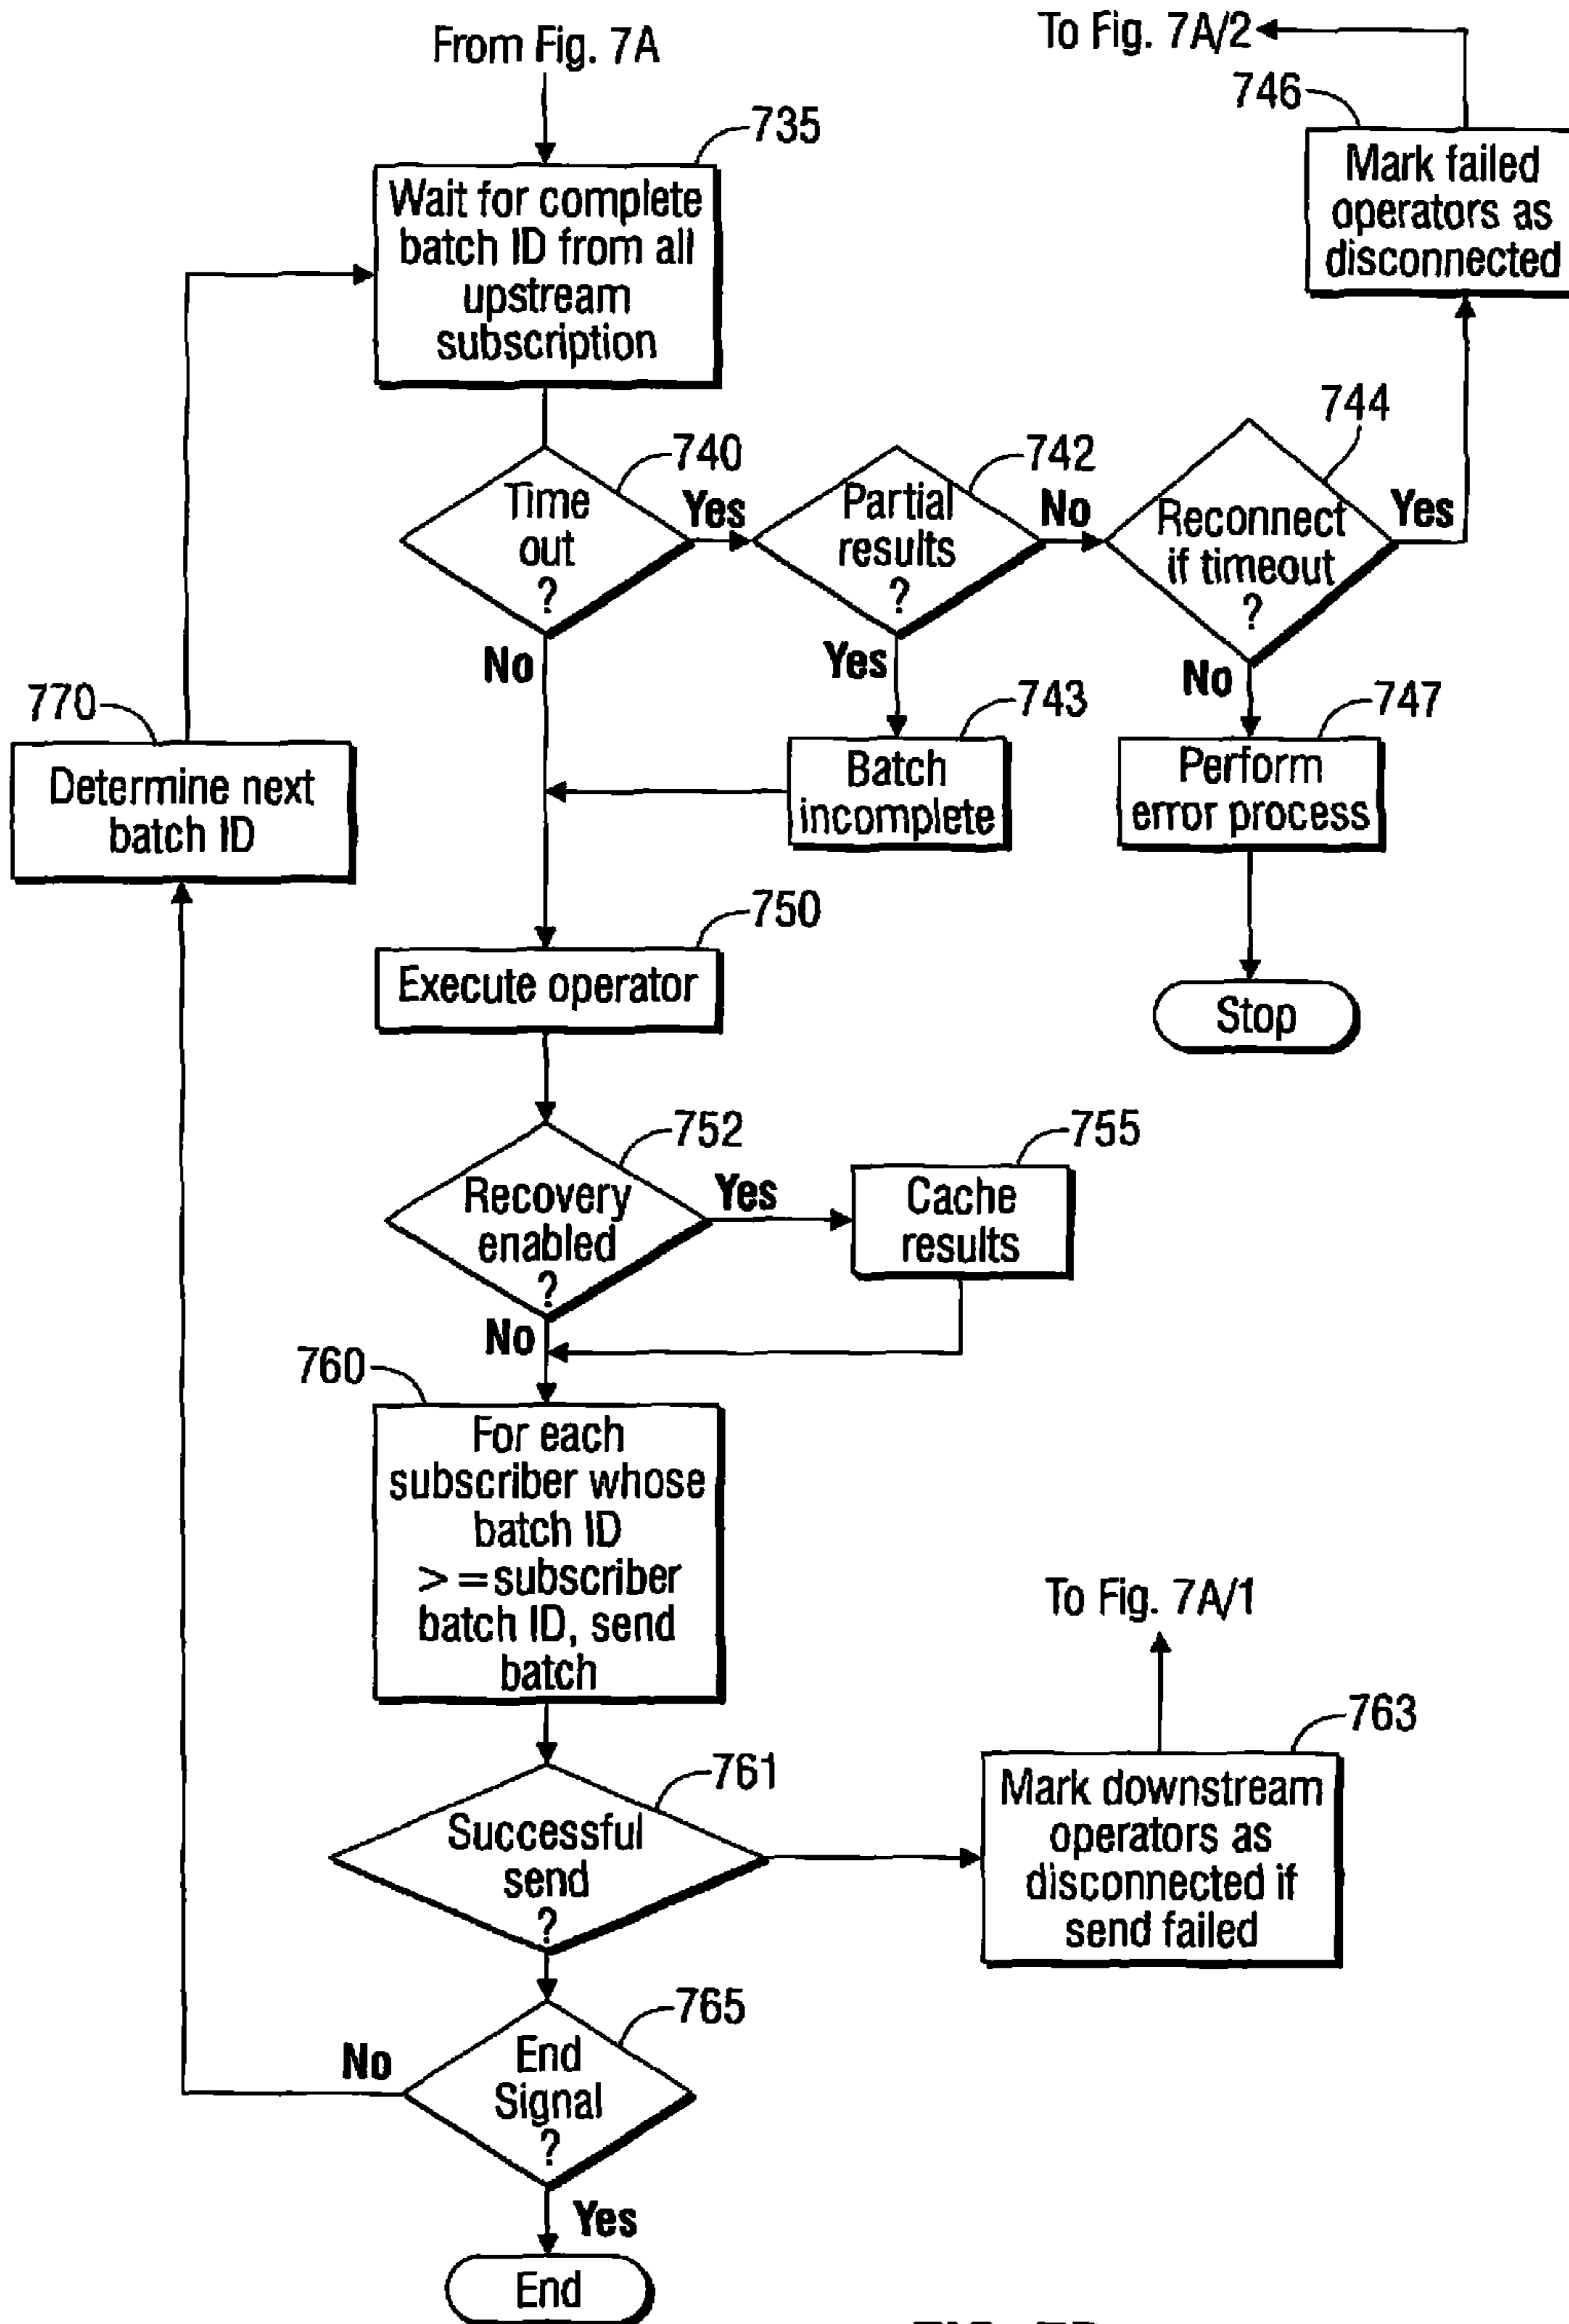 From Fig. 7A
To Fig. 7A/2
746
735
Mark failed
operators as
disconnected
Wait for complete
batch ID from all
upstream
subscription
744
740
742
Time
out
?
Yes
Partial
results
?
No
Reconnect
if timeout
?
Yes
No
Yes
No
770
743
747
Determine next
batch ID
Batch
incomplete
Perform
error process
750
Execute operator
Stop
752
755
Recovery
enabled
?
Yes
Cache
results
No
760
For each
subscriber whose
batch ID
> =subscriber
batch ID, send
batch
To Fig. 7A/1
763
761
Successful
send
?
Mark downstream
operators as
disconnected if
send failed
765
No
End
Signal
?
Yes
End